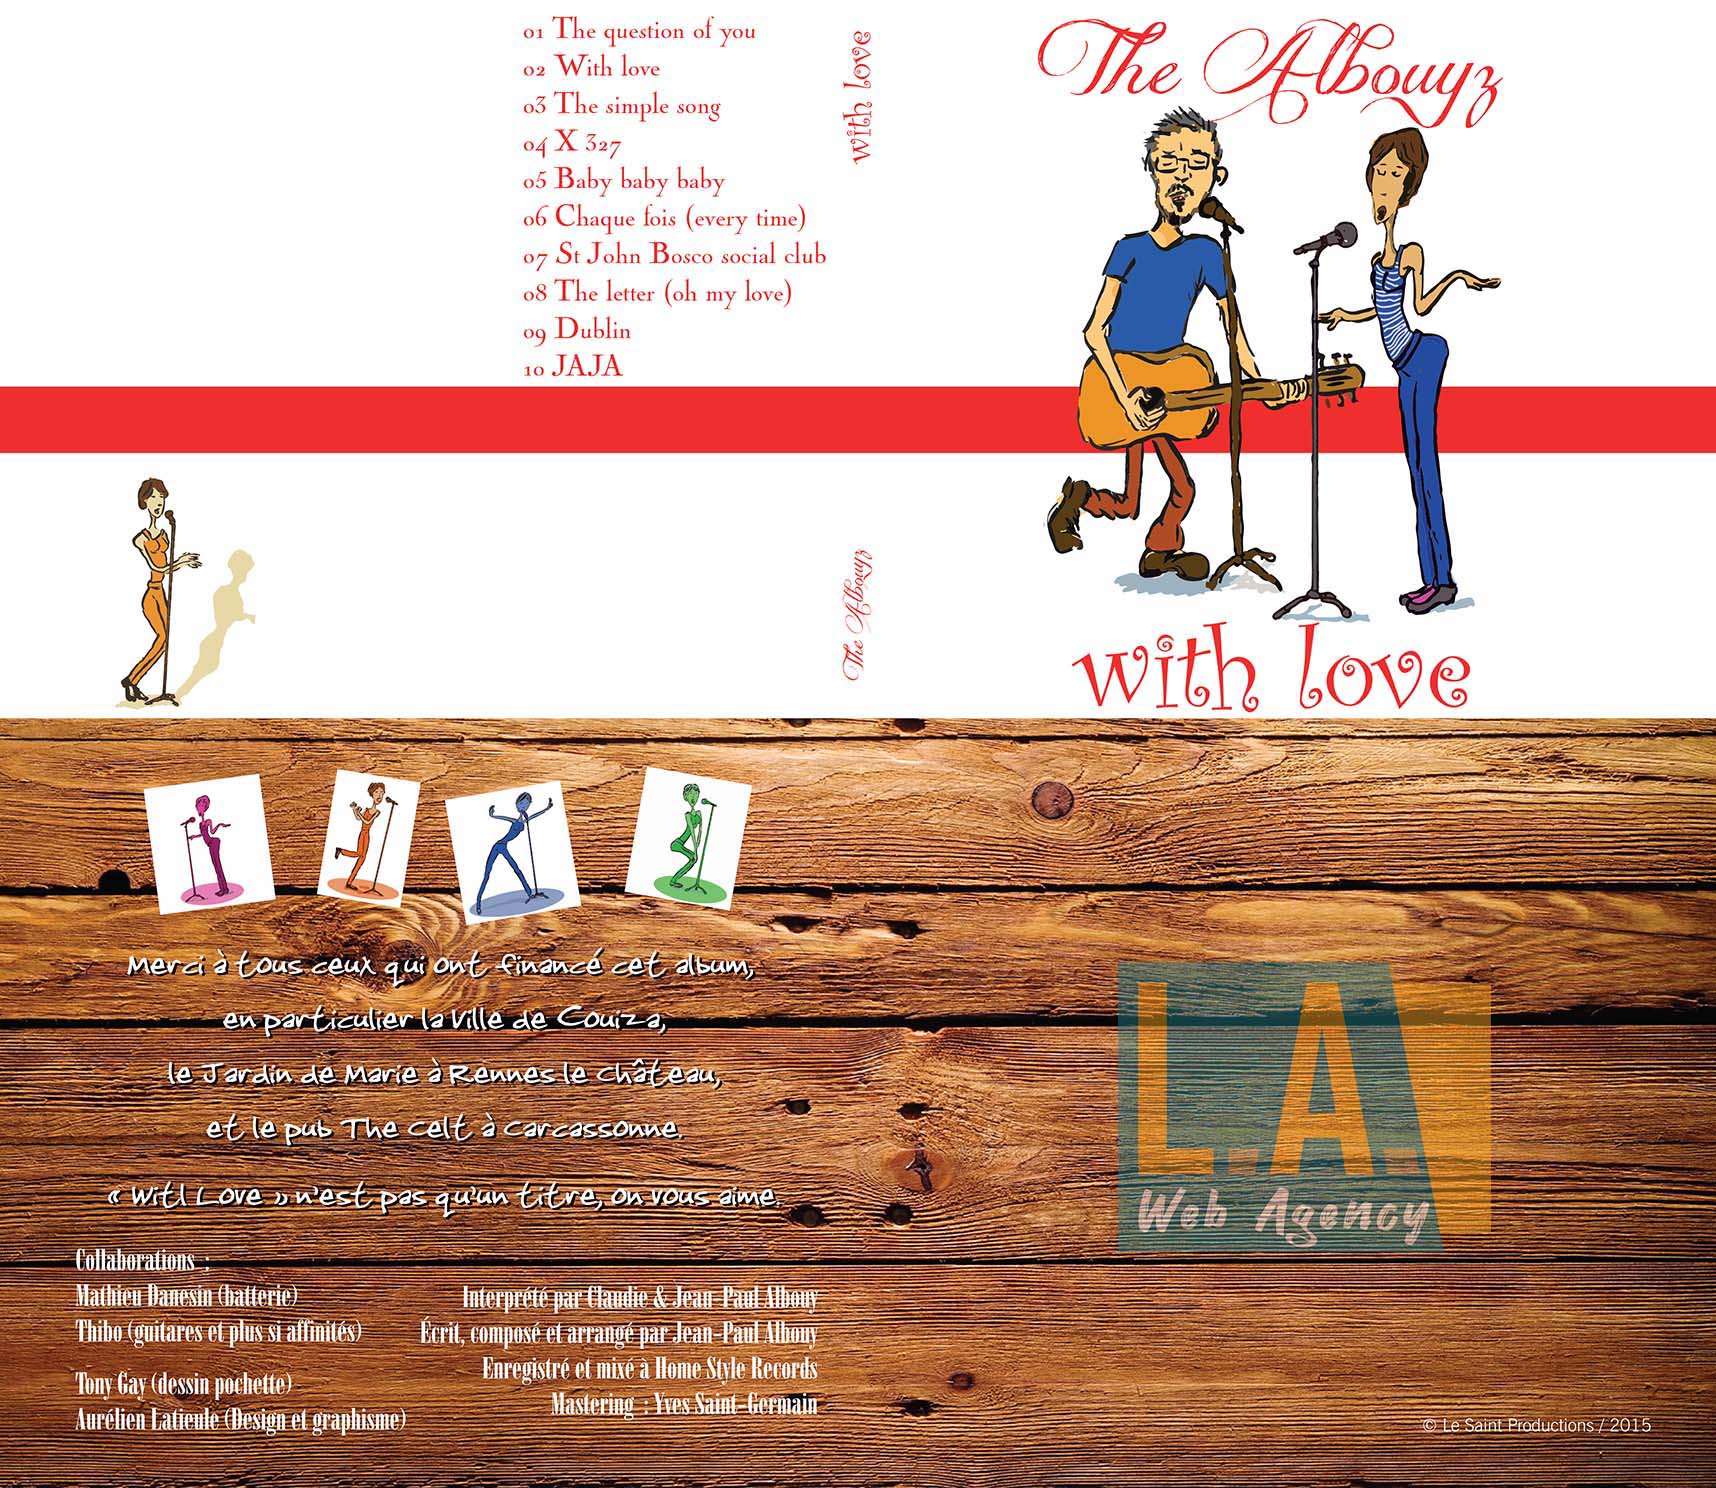 01 The question of you
02 With love
03 The simple song
04 X 327
05 Baby baby baby
06 Chaque fois (every time)
07 St John Bosco social club
08 The letter (oh my love)
09 Dublin
10 JAJA
with love
The Albouyz
The Albouyz
with love
Merci à tous ceux qui ont financé cet album,
en particulier la Ville de Couiza,
le Jardin de Marie à Rennes le Château,
et le pub The Celt à Carcassonne.
« Witl Love » n'est pas qu'un titre, on vous aime.
Collaborations :
Mathieu Danesin (batterie)
Thibo (guitares et plus si affinités)
Tony Gay (dessin pochette)
Aurélien Latieule (Design et graphisme)
Interprété par Claudie & Jean-Paul Albouy
Écrit, composé et arrangé par Jean-Paul Albouy
Enregistré et mixé à Home Style Records
Mastering : Yves Saint-Germain
L.A.
Web Agency
© Le Saint Productions / 2015